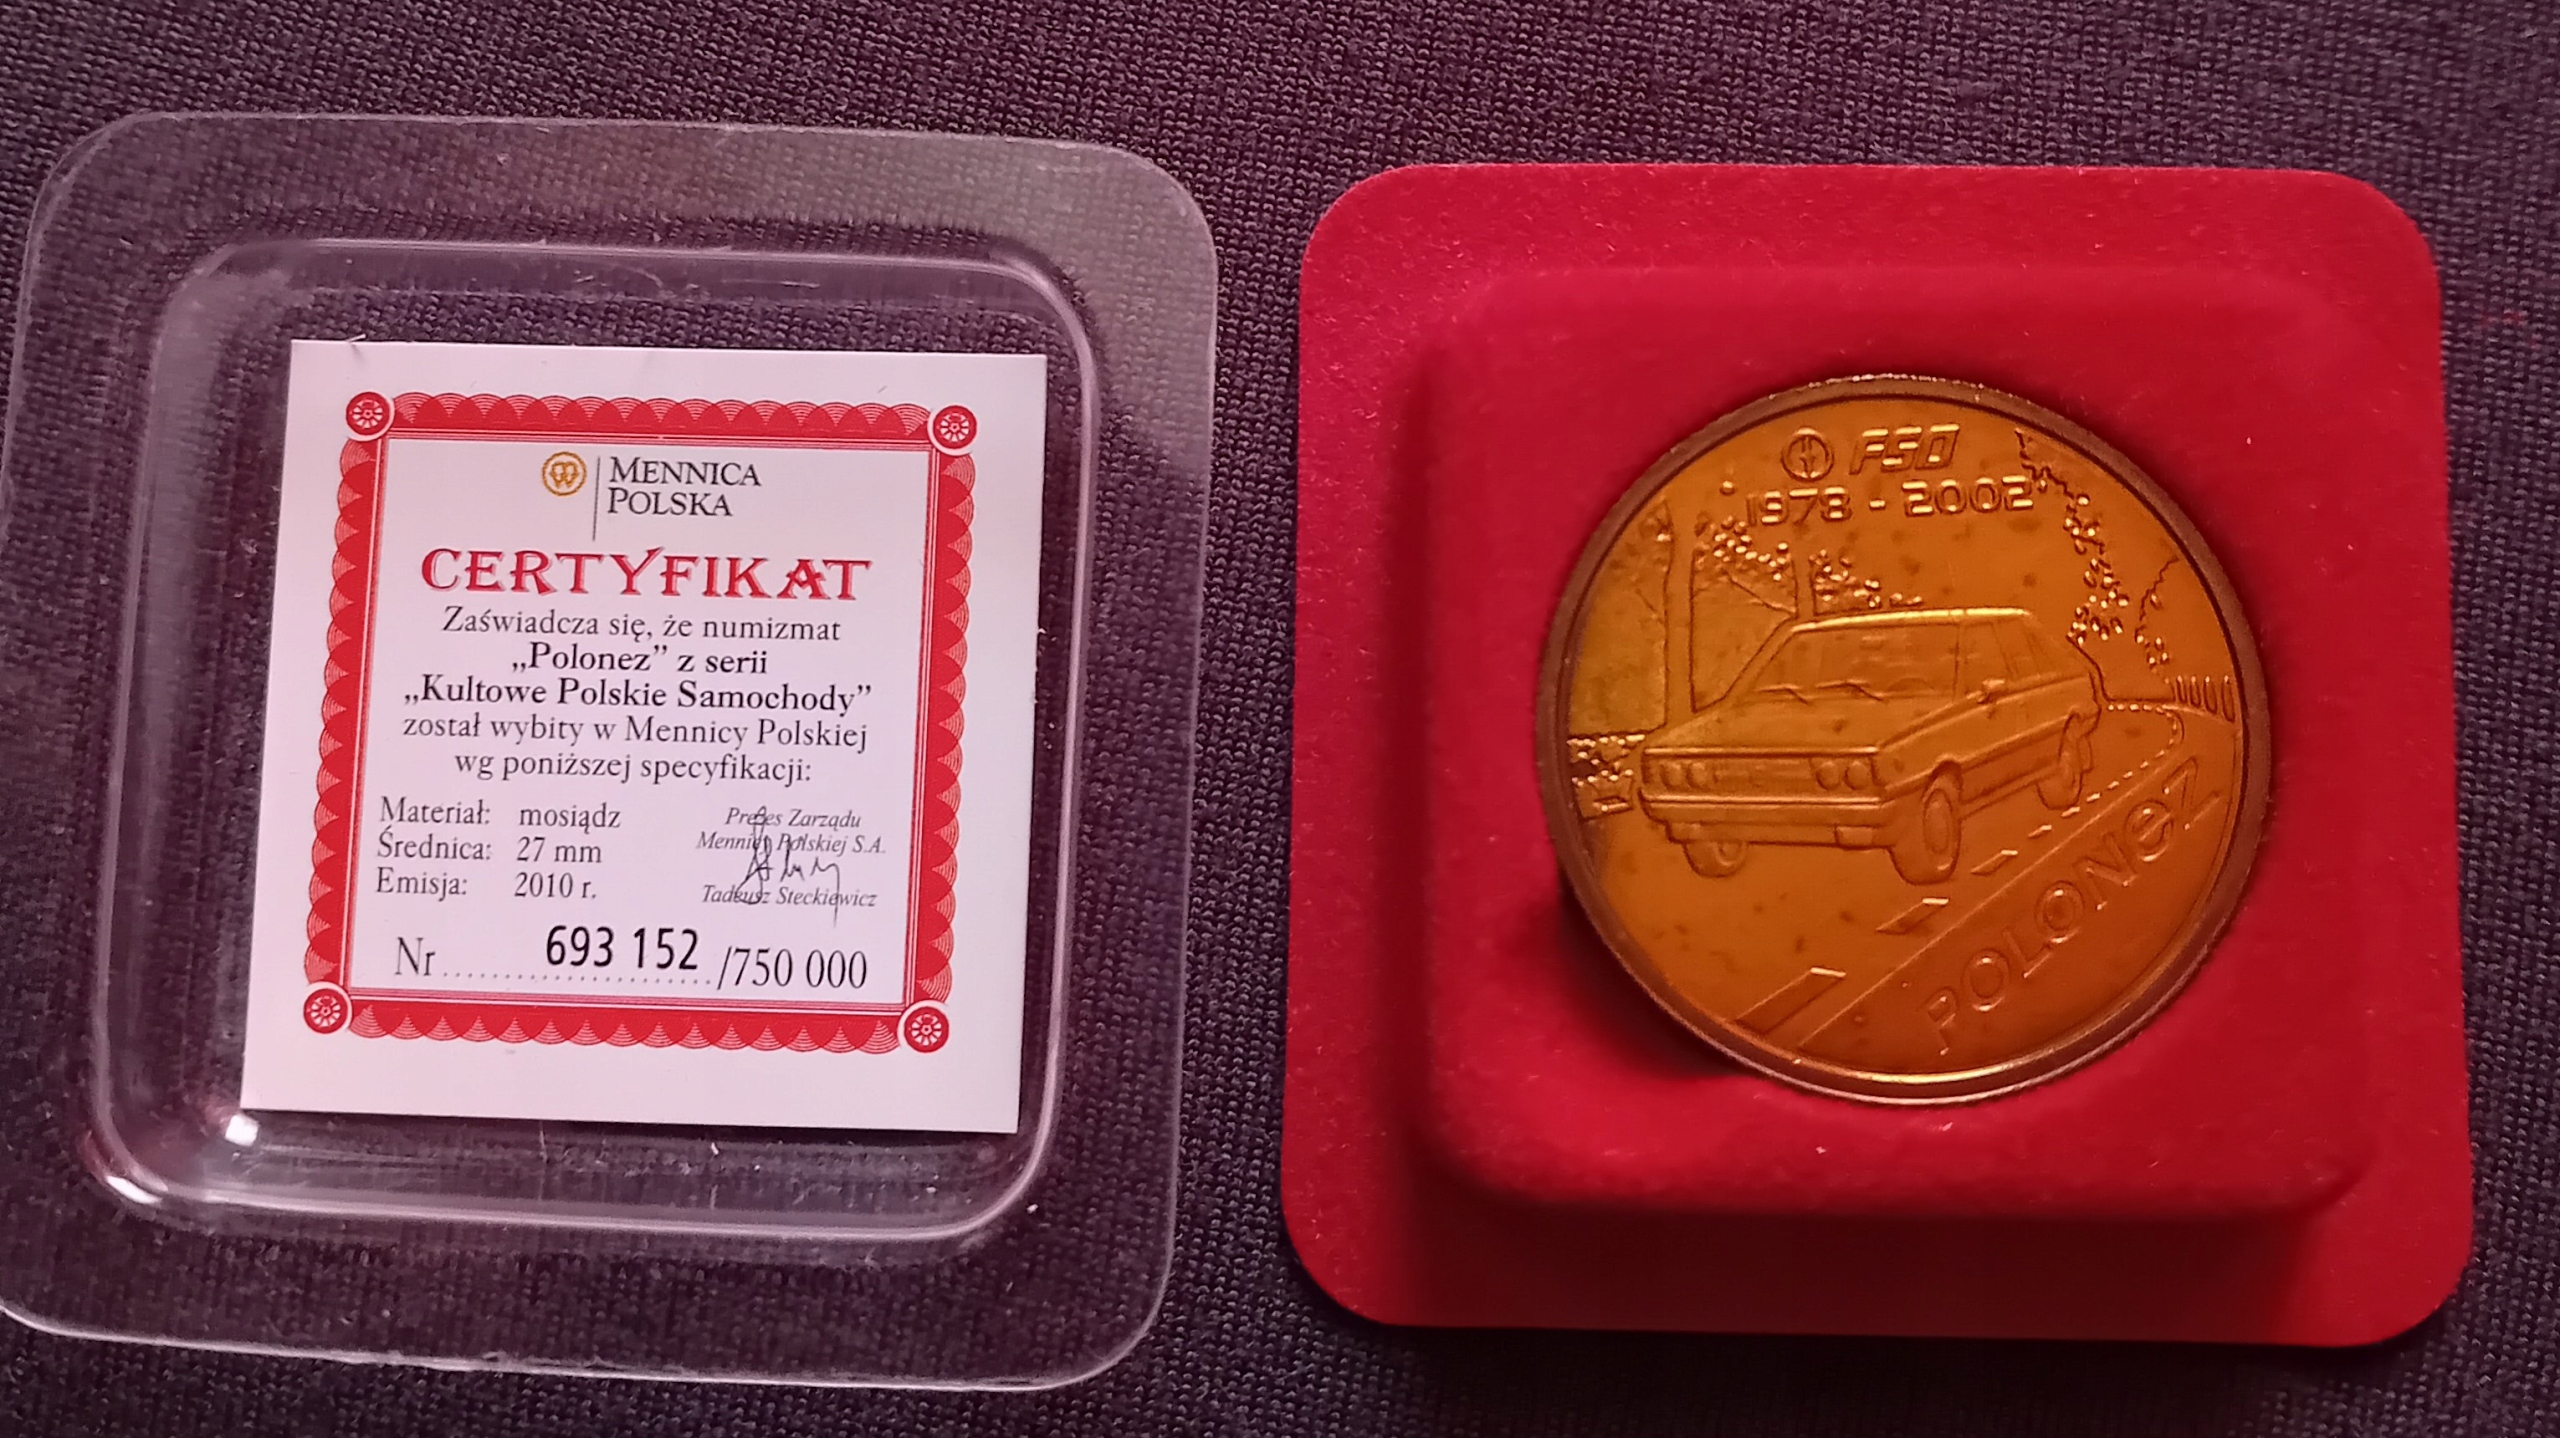 MENNICA
POLSKA
CERTYFIKAT
Zaświadcza się, że numizmat
„Polonez” z serii
„Kultowe Polskie Samochody”
został wybity w Mennicy Polskiej
wg poniższej specyfikacji:
Materiał: mosiądz
Średnica: 27 mm
Emisja: 2010 r.
Prezes Zarządu
Mennicy Polskiej S.A.
Tadeusz Steckiewicz
Nr 693 152 /750 000
FSO
1978 - 2002
POLONEZ